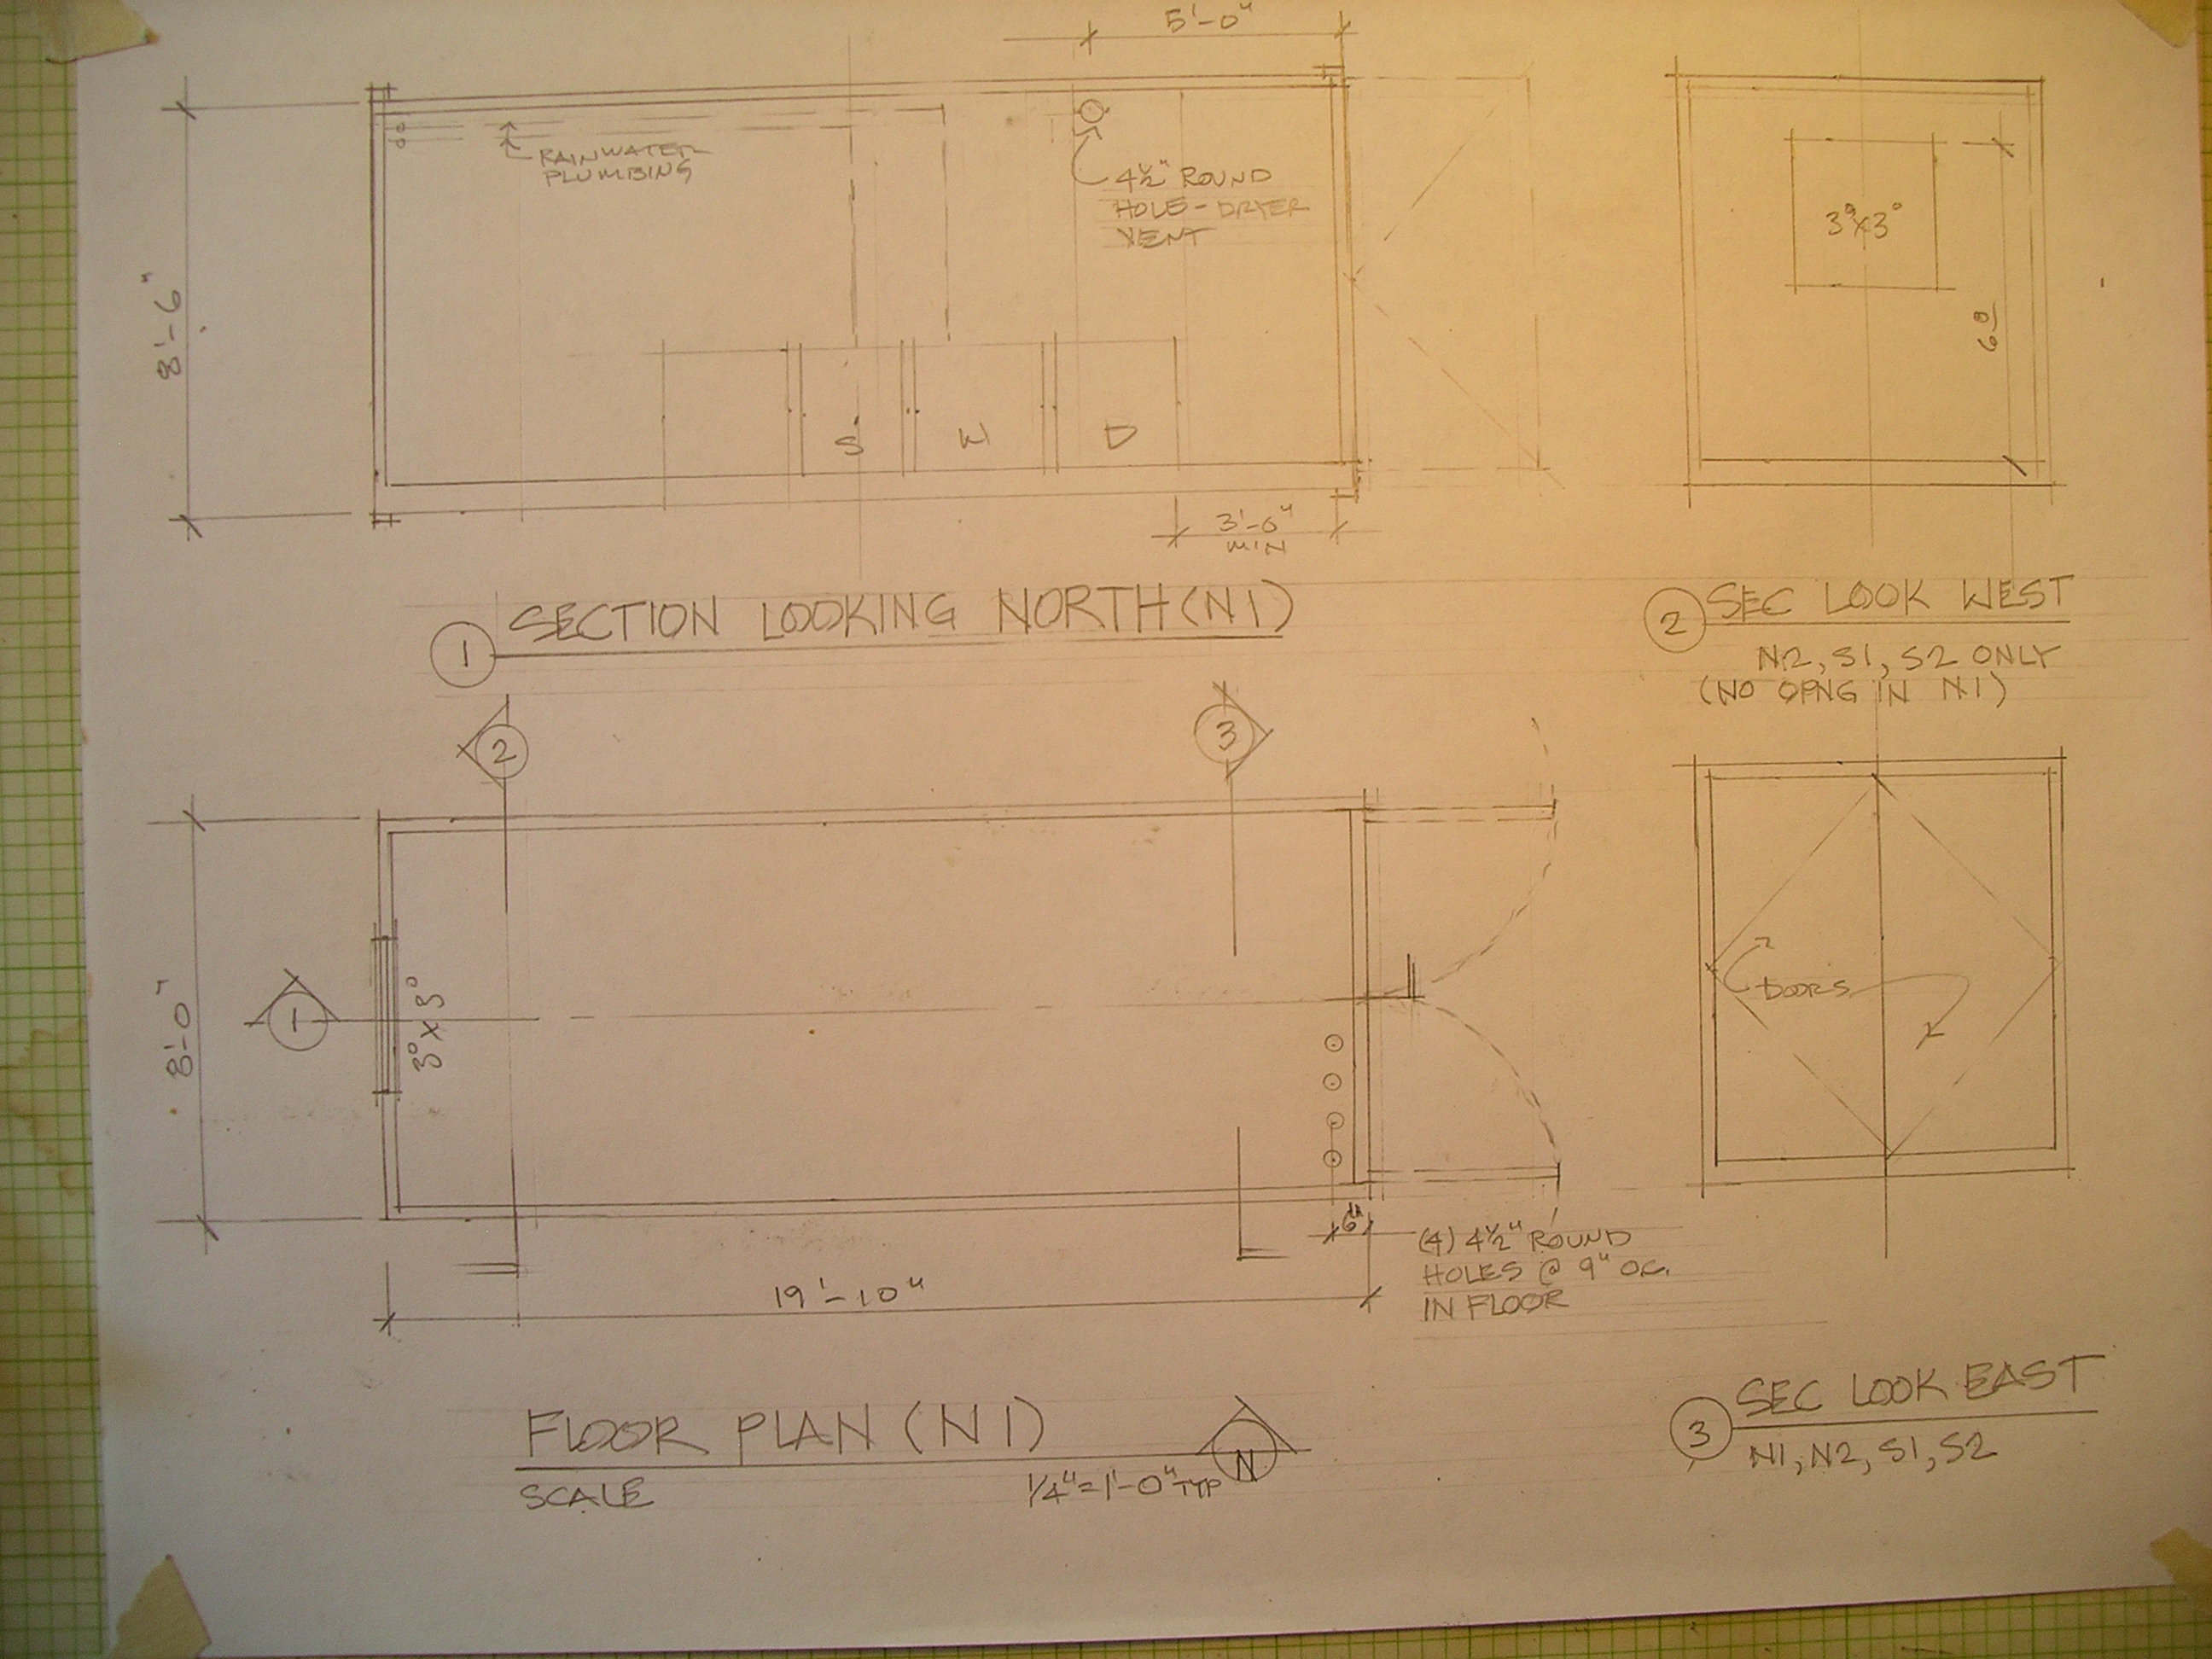 5'-0"
RAINWATER
PLUMBING
4½" ROUND
HOLE - DRYER
VENT
8'-6"
S
W
D
3'-0"
MIN
1 SECTION LOOKING NORTH (N1)
3⁰x3⁰
6⁰
2 SEC LOOK WEST
N2, S1, S2 ONLY
(NO OPNG IN N1)
2
3
8'-0"
1
3⁰x3⁰
6"
(4) 4½" ROUND
HOLES @ 9" OC.
IN FLOOR
19'-10"
DOORS
FLOOR PLAN (N1)
N
SCALE 1/4"=1'-0" TYP
3 SEC LOOK EAST
N1, N2, S1, S2